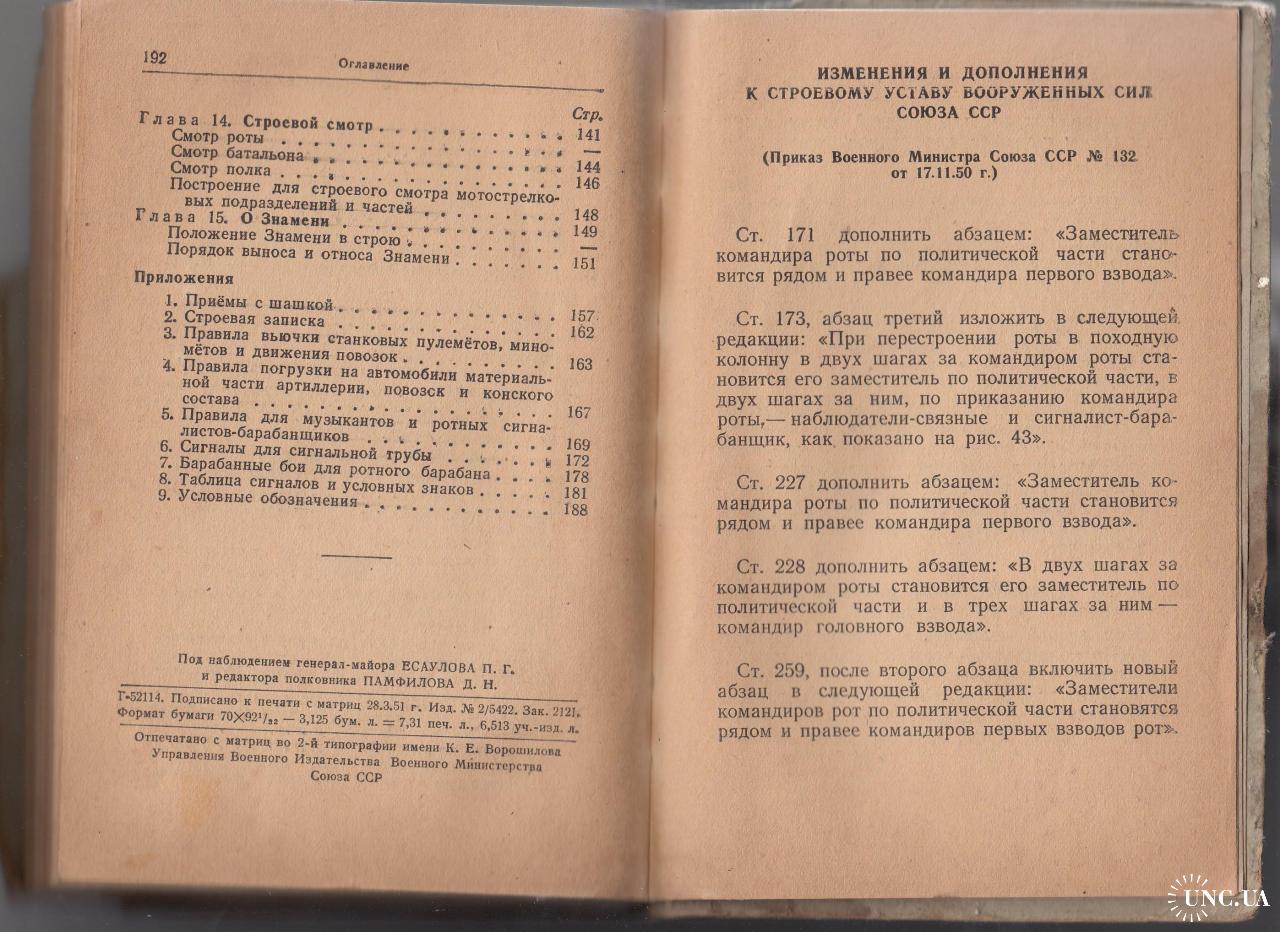 192
Оглавление
Стр.
Глава 14. Строевой смотр . . . . . . . . . . . . 141
Смотр роты . . . . . . . . . . . . . . . . —
Смотр батальона . . . . . . . . . . . . . . 144
Смотр полка . . . . . . . . . . . . . . . . 146
Построение для строевого смотра мотострелко-
вых подразделений и частей . . . . . . . . . 148
Глава 15. О Знамени . . . . . . . . . . . . . . 149
Положение Знамени в строю . . . . . . . . . . —
Порядок выноса и относа Знамени . . . . . . . 151
Приложения
1. Приёмы с шашкой . . . . . . . . . . . . . 157
2. Строевая записка . . . . . . . . . . . . . 162
3. Правила вьючки станковых пулемётов, мино-
мётов и движения повозок . . . . . . . . . 163
4. Правила погрузки на автомобили материаль-
ной части артиллерии, повозок и конского
состава . . . . . . . . . . . . . . . . . 167
5. Правила для музыкантов и ротных сигна-
листов-барабанщиков . . . . . . . . . . . 169
6. Сигналы для сигнальной трубы . . . . . . . 172
7. Барабанные бои для ротного барабана . . . . 178
8. Таблица сигналов и условных знаков . . . . . 181
9. Условные обозначения . . . . . . . . . . . 188
Под наблюдением генерал-майора ЕСАУЛОВА П. Г.
и редактора полковника ПАМФИЛОВА Д. Н.
Г-52114. Подписано к печати с матриц 28.3.51 г. Изд. № 2/5422. Зак. 2121.
Формат бумаги 70×92¹/₃₂ — 3,125 бум. л. = 7,31 печ. л., 6,513 уч.-изд. л.
Отпечатано с матриц во 2-й типографии имени К. Е. Ворошилова
Управления Военного Издательства Военного Министерства
Союза ССР
ИЗМЕНЕНИЯ И ДОПОЛНЕНИЯ
К СТРОЕВОМУ УСТАВУ ВООРУЖЕННЫХ СИЛ
СОЮЗА ССР
(Приказ Военного Министра Союза ССР № 132
от 17.11.50 г.)
Ст. 171 дополнить абзацем: «Заместитель
командира роты по политической части стано-
вится рядом и правее командира первого взвода».
Ст. 173, абзац третий изложить в следующей
редакции: «При перестроении роты в походную
колонну в двух шагах за командиром роты ста-
новится его заместитель по политической части, в
двух шагах за ним, по приказанию командира
роты,— наблюдатели-связные и сигналист-бара-
банщик, как показано на рис. 43».
Ст. 227 дополнить абзацем: «Заместитель ко-
мандира роты по политической части становится
рядом и правее командира первого взвода».
Ст. 228 дополнить абзацем: «В двух шагах за
командиром роты становится его заместитель по
политической части и в трех шагах за ним —
командир головного взвода».
Ст. 259, после второго абзаца включить новый
абзац в следующей редакции: «Заместители
командиров рот по политической части становятся
рядом и правее командиров первых взводов рот».
UNC.UA